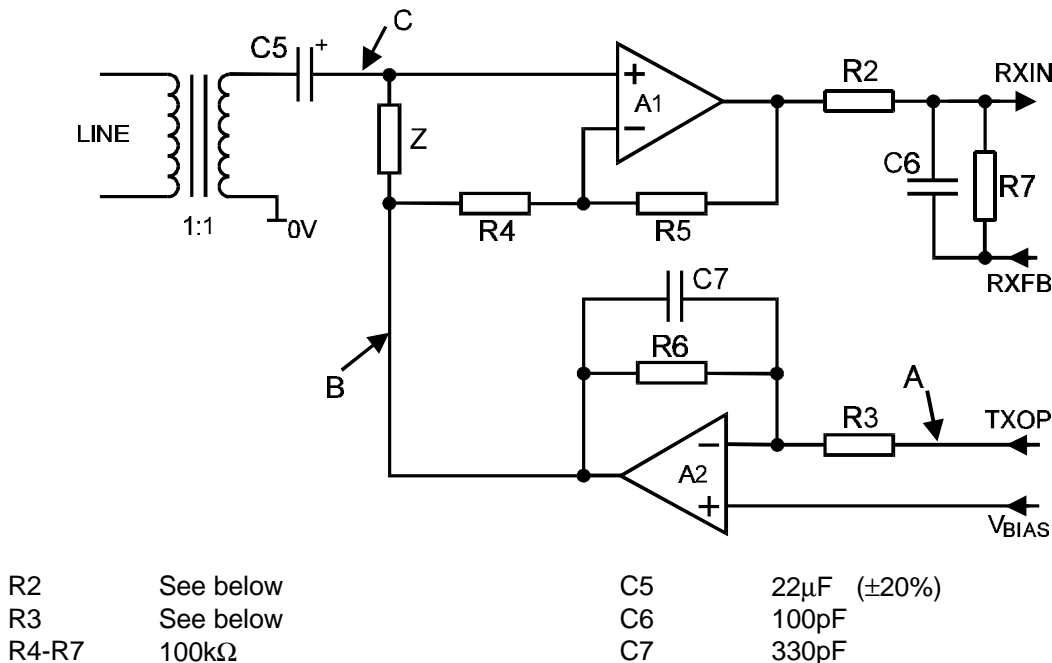 C
C5 +
R2 RXIN
+
A1
LINE Z −
C6 R7
1:1 0V R4 R5
RXFB
C7
R6
B A
R3 TXOP
−
A2
+
VBIAS
R2 See below C5 22µF (±20%)
R3 See below C6 100pF
R4-R7 100kΩ C7 330pF